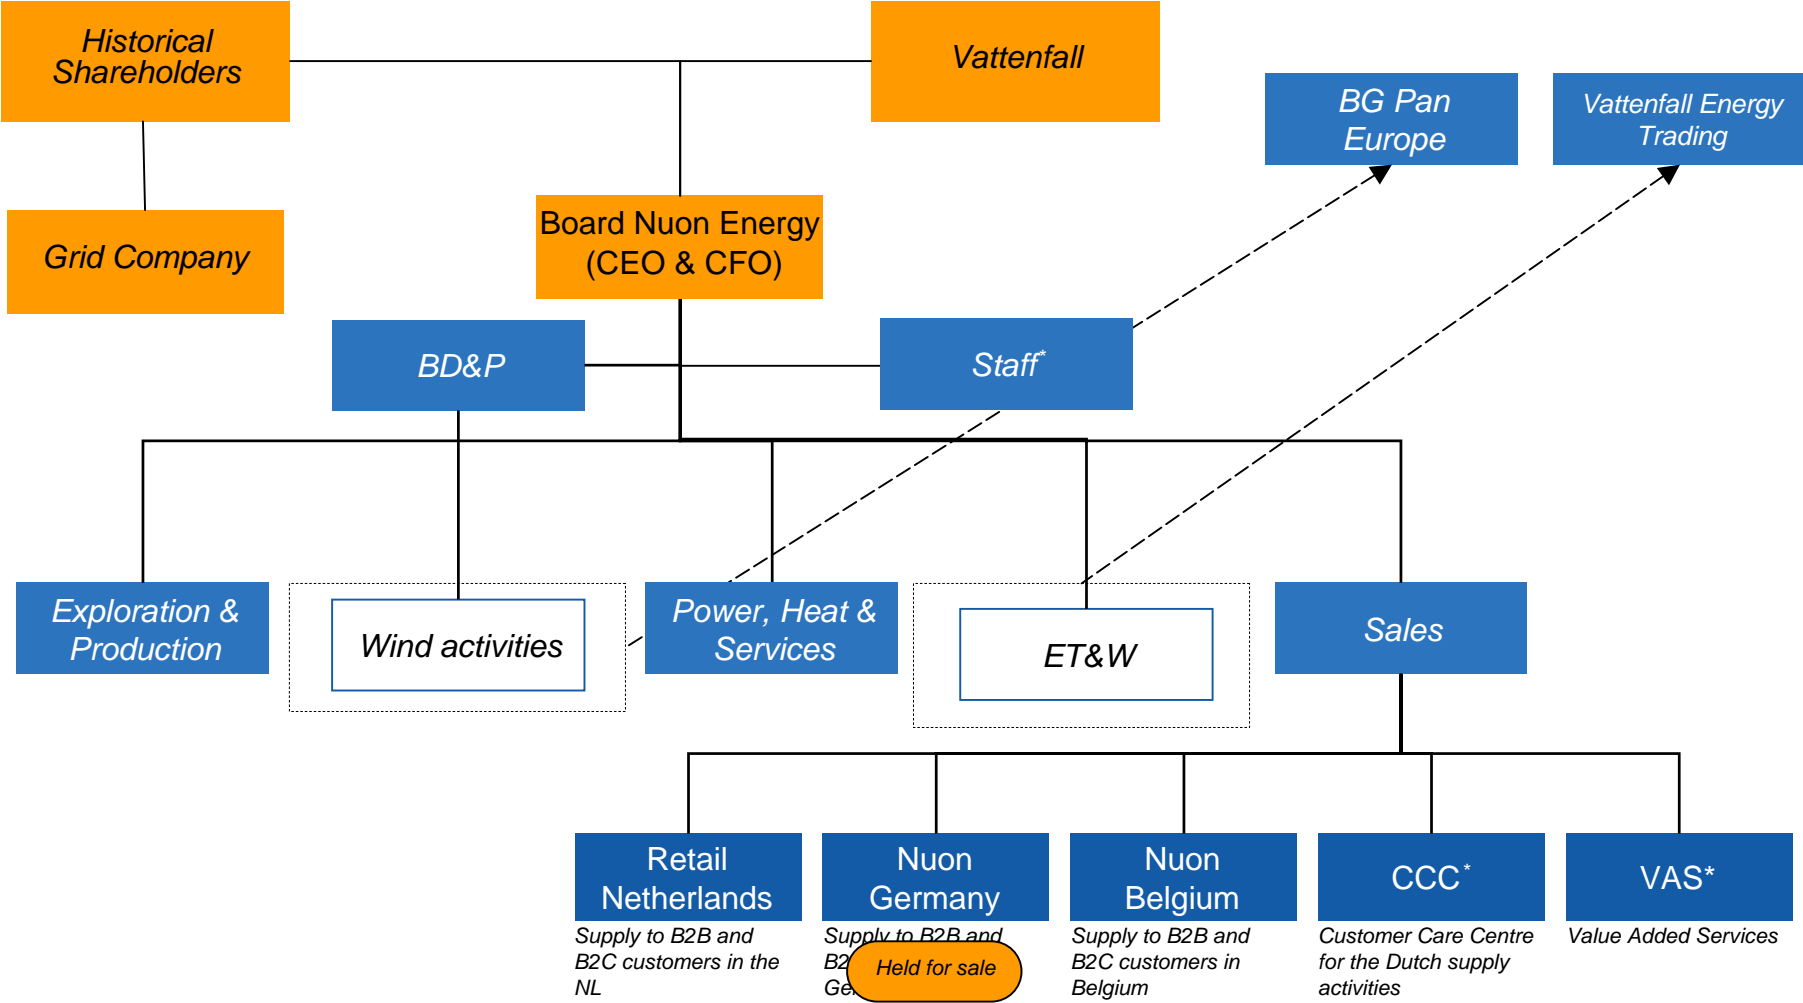 Historical
Shareholders
Vattenfall
BG Pan
Europe
Vattenfall Energy
Trading
Grid Company
Board Nuon Energy
(CEO & CFO)
BD&P
Staff*
Exploration &
Production
Wind activities
Power, Heat &
Services
ET&W
Sales
Retail
Netherlands
Nuon
Germany
Nuon
Belgium
CCC*
VAS*
Supply to B2B and
B2C customers in the
NL
Supply to B2B and
Held for sale
Supply to B2B and
B2C customers in
Belgium
Customer Care Centre
for the Dutch supply
activities
Value Added Services